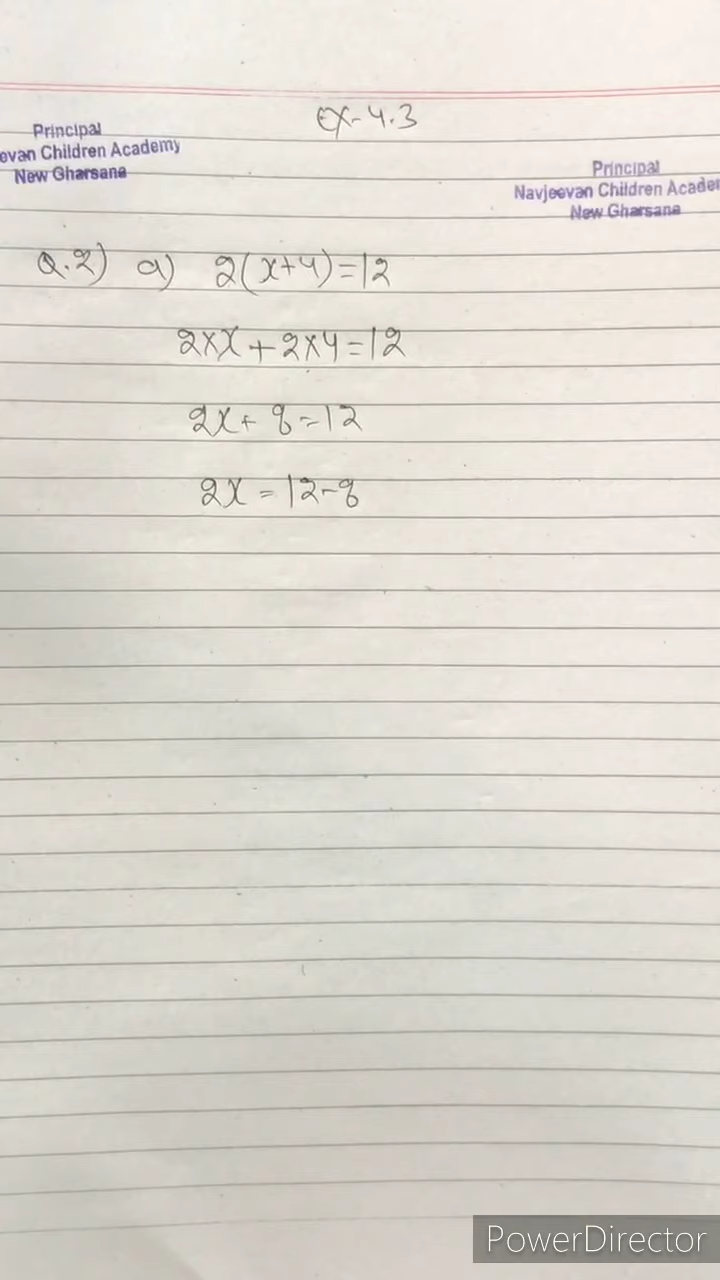 Ex-4.3
Principal
evan Children Academy
New Gharsana
Principal
Navjeevan Children Acade
New Gharsana
Q.2) a) 2(x+4)=12
2×x+2×4=12
2x+8=12
2x=12-8
PowerDirector